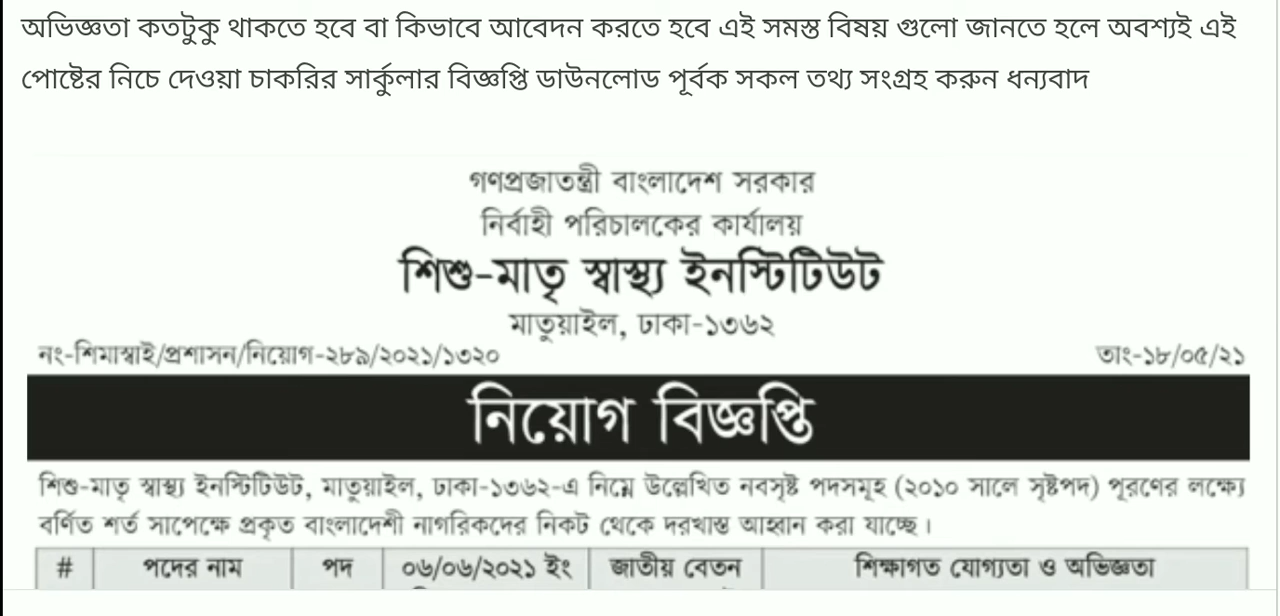 অভিজ্ঞতা কতটুকু থাকতে হবে বা কিভাবে আবেদন করতে হবে এই সমস্ত বিষয় গুলো জানতে হলে অবশ্যই এই
পোষ্টের নিচে দেওয়া চাকরির সার্কুলার বিজ্ঞপ্তি ডাউনলোড পূর্বক সকল তথ্য সংগ্রহ করুন ধন্যবাদ
গণপ্রজাতন্ত্রী বাংলাদেশ সরকার
নির্বাহী পরিচালকের কার্যালয়
শিশু-মাতৃ স্বাস্থ্য ইনস্টিটিউট
মাতুয়াইল, ঢাকা-১৩৬২
নং-শিমাস্বাই/প্রশাসন/নিয়োগ-২৮৯/২০২১/১৩২০ তাং-১৮/০৫/২১
নিয়োগ বিজ্ঞপ্তি
শিশু-মাতৃ স্বাস্থ্য ইনস্টিটিউট, মাতুয়াইল, ঢাকা-১৩৬২-এ নিম্নে উল্লেখিত নবসৃষ্ট পদসমূহ (২০১০ সালে সৃষ্টপদ) পূরণের লক্ষ্যে
বর্ণিত শর্ত সাপেক্ষে প্রকৃত বাংলাদেশী নাগরিকদের নিকট থেকে দরখাস্ত আহ্বান করা যাচ্ছে।
# পদের নাম পদ ০৬/০৬/২০২১ ইং জাতীয় বেতন শিক্ষাগত যোগ্যতা ও অভিজ্ঞতা